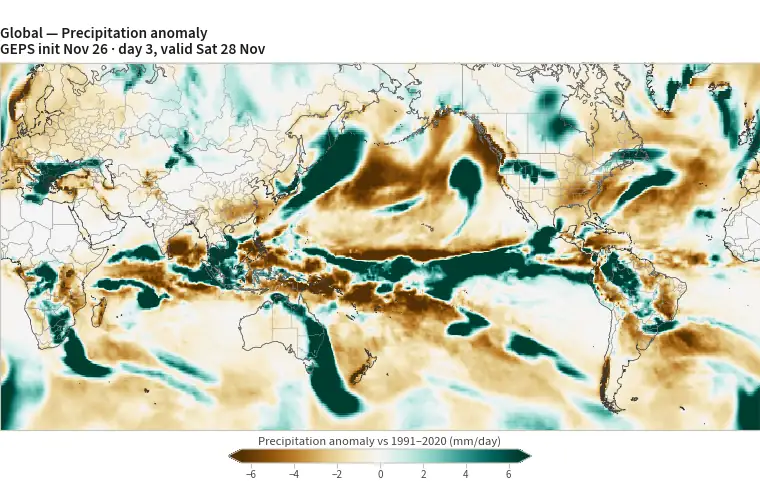 Global — Precipitation anomaly
GEPS init Nov 26 · day 3, valid Sat 28 Nov
Precipitation anomaly vs 1991–2020 (mm/day)
−6 −4 −2 0 2 4 6